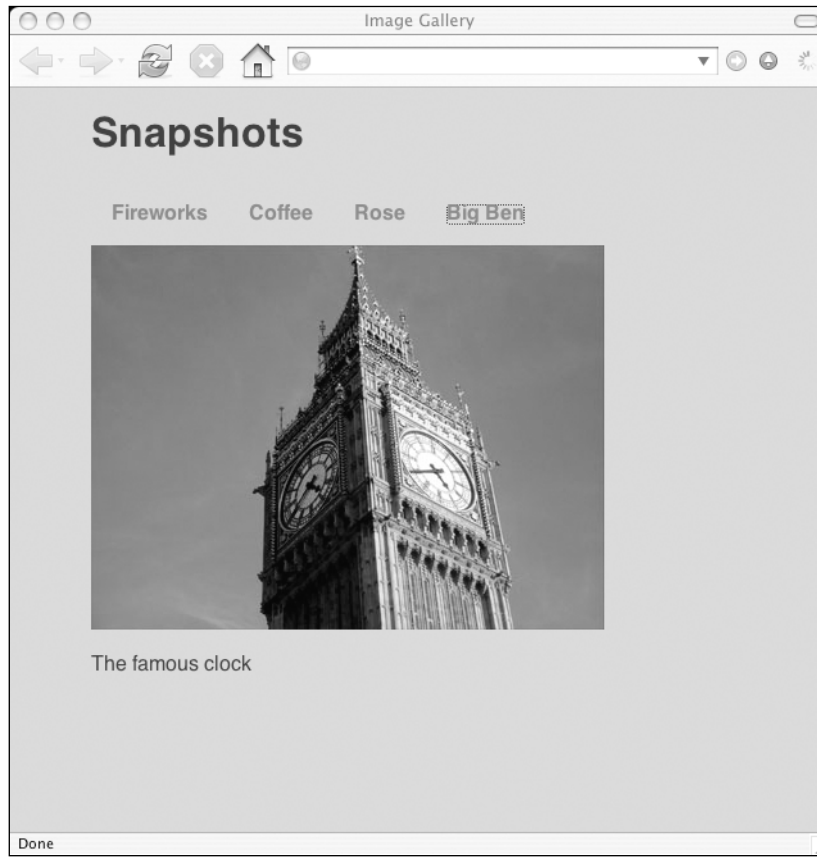 Image Gallery
Snapshots
Fireworks Coffee Rose Big Ben
The famous clock
Done